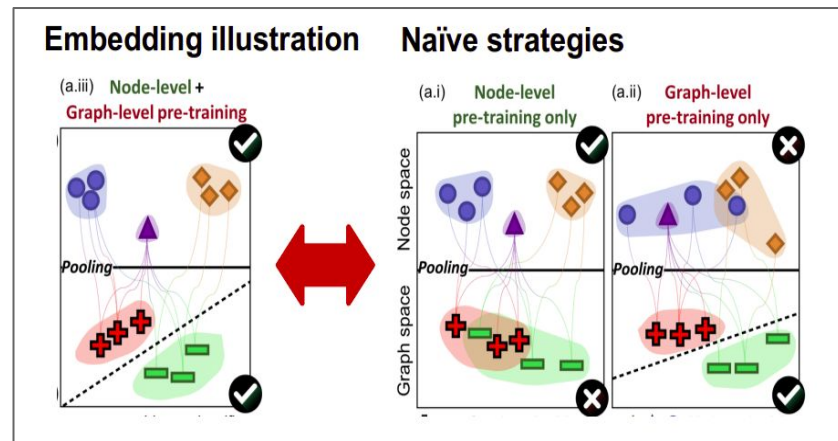 Embedding illustration
Naïve strategies
(a.iii) Node-level +
Graph-level pre-training
Pooling
(a.i) Node-level
pre-training only
(a.ii) Graph-level
pre-training only
Node space
Pooling
Graph space